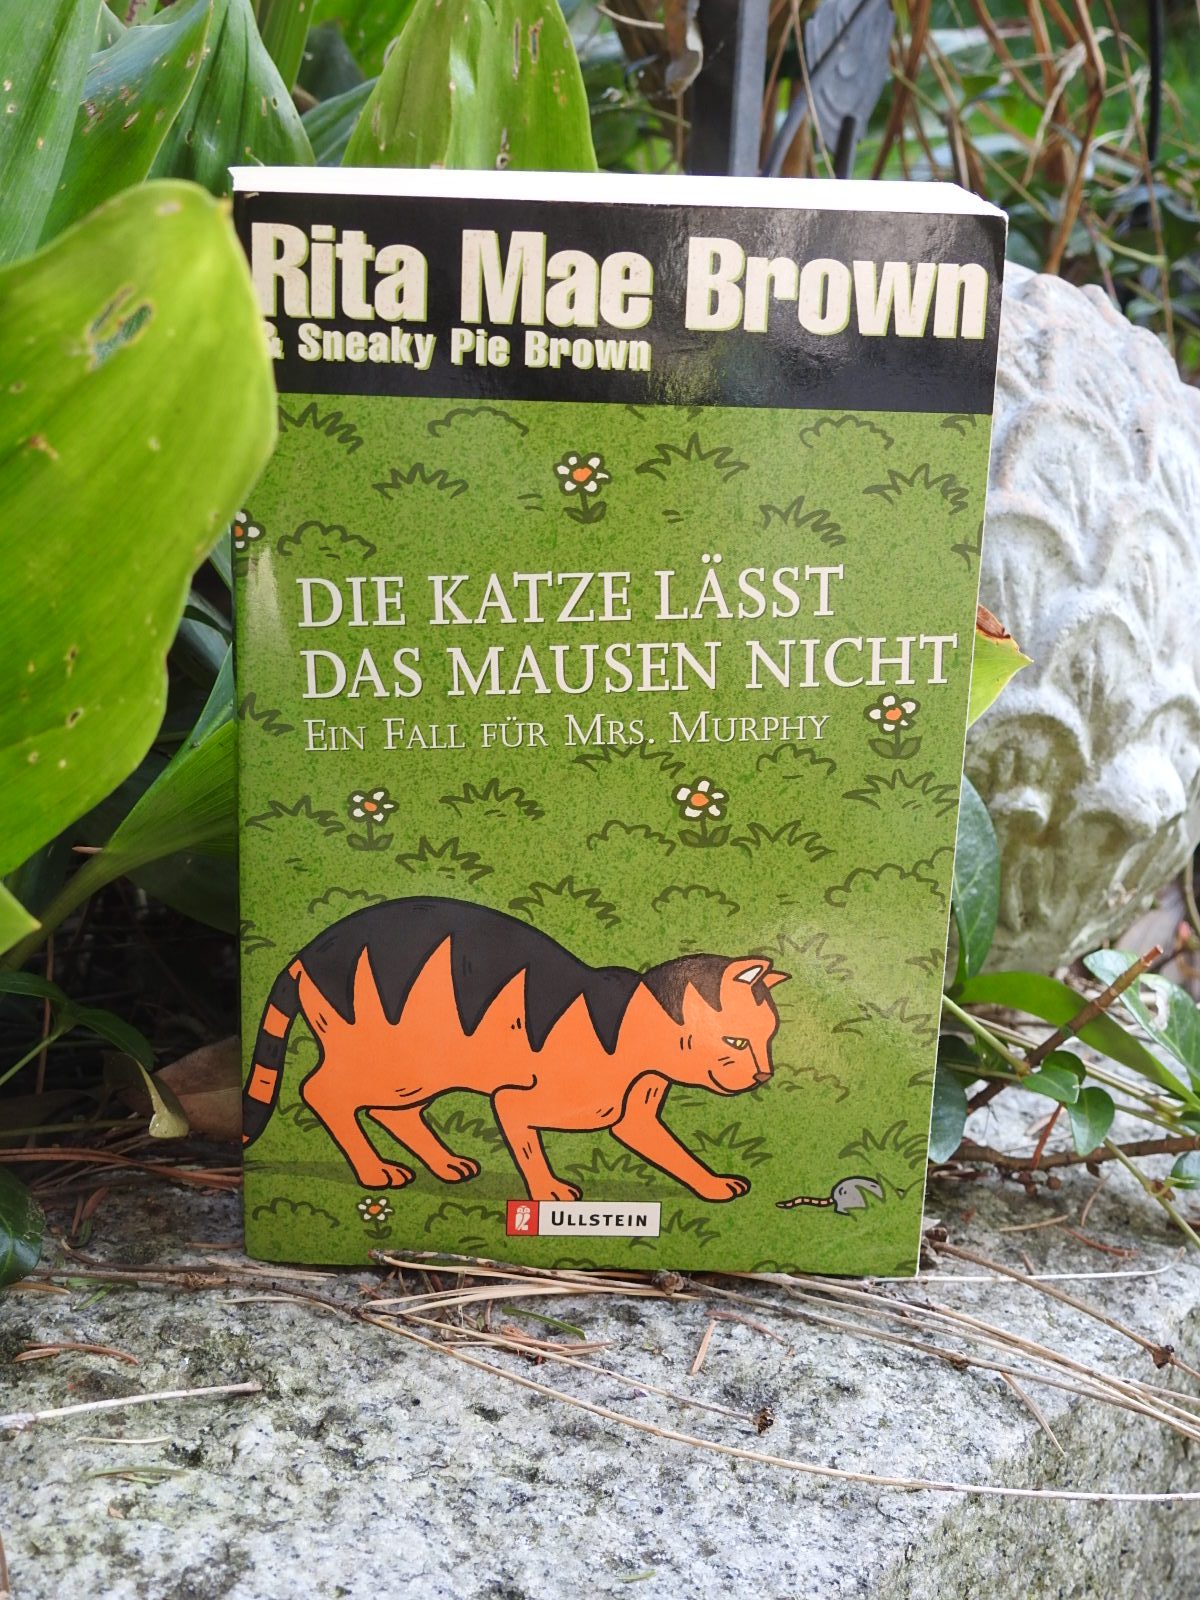 Rita Mae Brown
& Sneaky Pie Brown
DIE KATZE LÄSST
DAS MAUSEN NICHT
EIN FALL FÜR MRS. MURPHY
ULLSTEIN